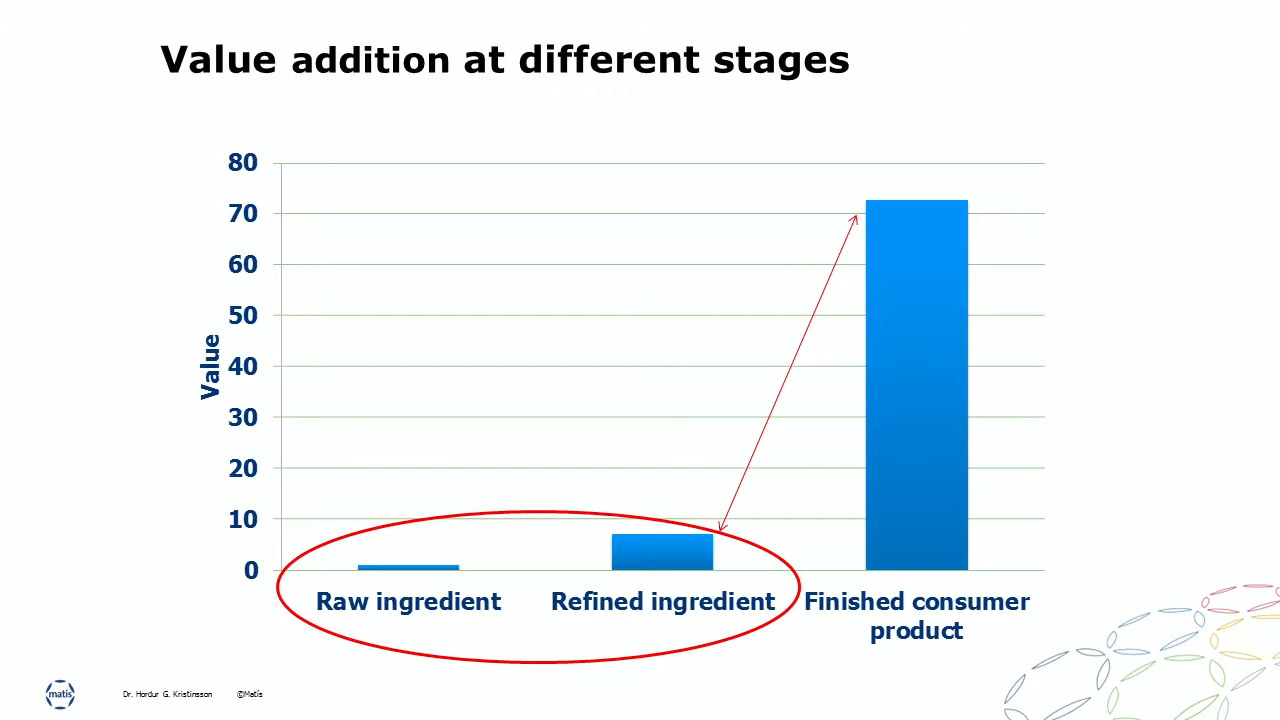 Value addition at different stages
80
70
60
50
40
30
20
10
0
Value
Raw ingredient
Refined ingredient
Finished consumer
product
matis
Dr. Hordur G. Kristinsson
©Matís